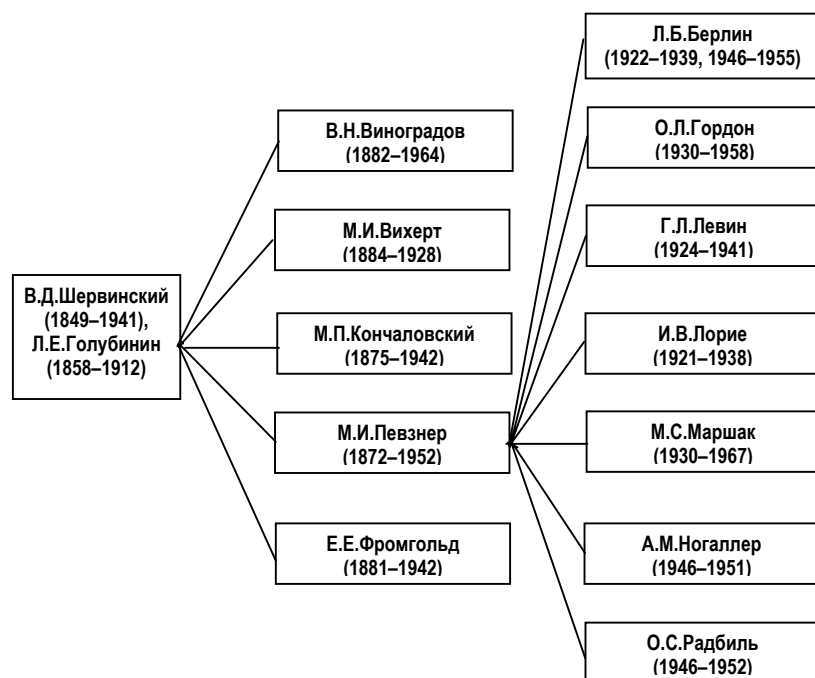 В.Д.Шервинский
(1849–1941),
Л.Е.Голубинин
(1858–1912)
В.Н.Виноградов
(1882–1964)
М.И.Вихерт
(1884–1928)
М.П.Кончаловский
(1875–1942)
М.И.Певзнер
(1872–1952)
Е.Е.Фромгольд
(1881–1942)
Л.Б.Берлин
(1922–1939, 1946–1955)
О.Л.Гордон
(1930–1958)
Г.Л.Левин
(1924–1941)
И.В.Лорие
(1921–1938)
М.С.Маршак
(1930–1967)
А.М.Ногаллер
(1946–1951)
О.С.Радбиль
(1946–1952)